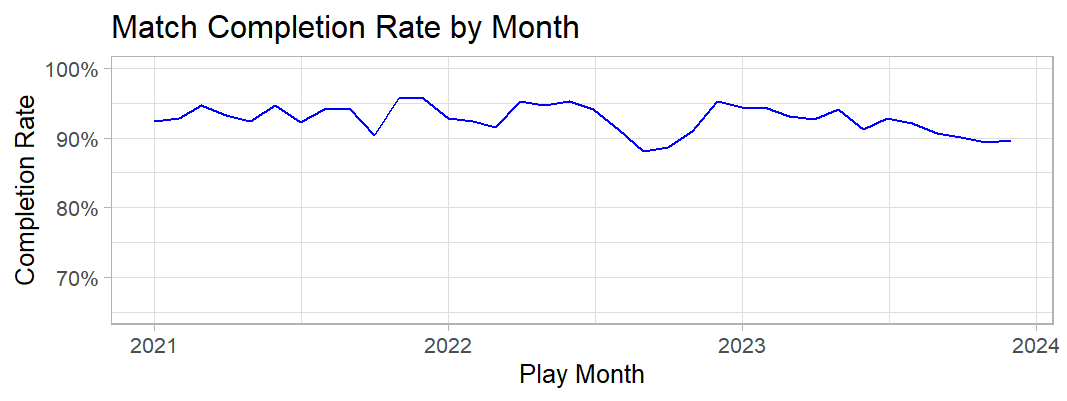 Match Completion Rate by Month
Completion Rate
100%
90%
80%
70%
2021
2022
2023
2024
Play Month